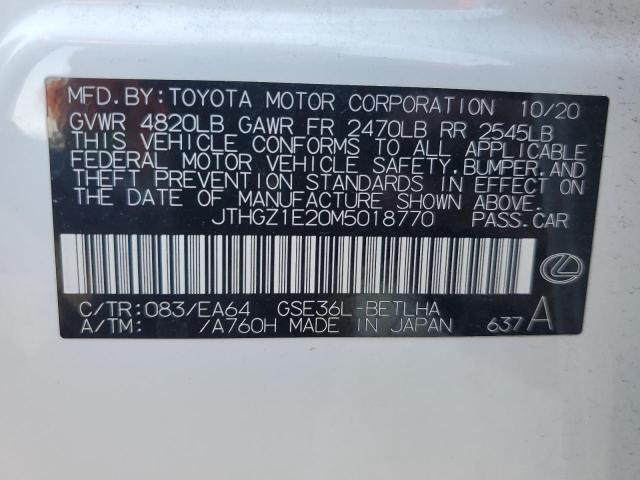 MFD.BY:TOYOTA MOTOR CORPORATION 10/20
GVWR 4820LB GAWR FR 2470LB RR 2545LB
THIS VEHICLE CONFORMS TO ALL APPLICABLE
FEDERAL MOTOR VEHICLE SAFETY,BUMPER,AND
THEFT PREVENTION STANDARDS IN EFFECT ON
THE DATE OF MANUFACTURE SHOWN ABOVE.
JTHGZ1E20M5018770 PASS.CAR
C/TR:083/EA64 GSE36L-BETLHA
A/TM: /A760H MADE IN JAPAN 637 A